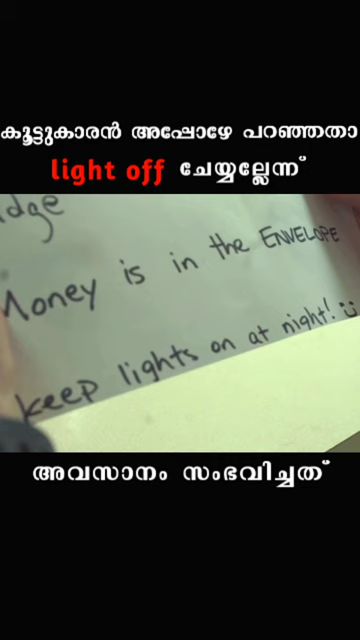 കൂട്ടുകാരൻ അപ്പോഴേ പറഞ്ഞതാ
light off ചേയ്യല്ലേന്ന്
Money is in the ENVELOPE
keep lights on at night!
അവസാനം സംഭവിച്ചത്